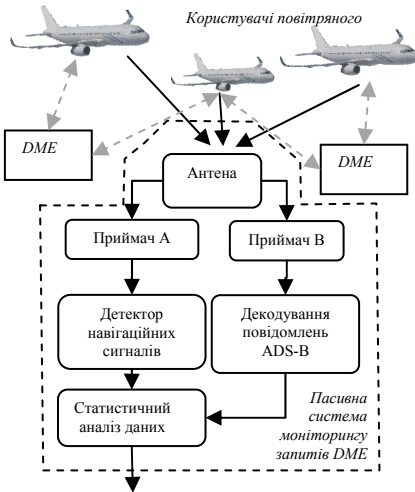 Користувачі повітряного
DME
DME
Антена
Приймач А
Приймач В
Детектор
навігаційних
сигналів
Декодування
повідомлень
ADS-B
Статистичний
аналіз даних
Пасивна
система
моніторингу
запитів DME